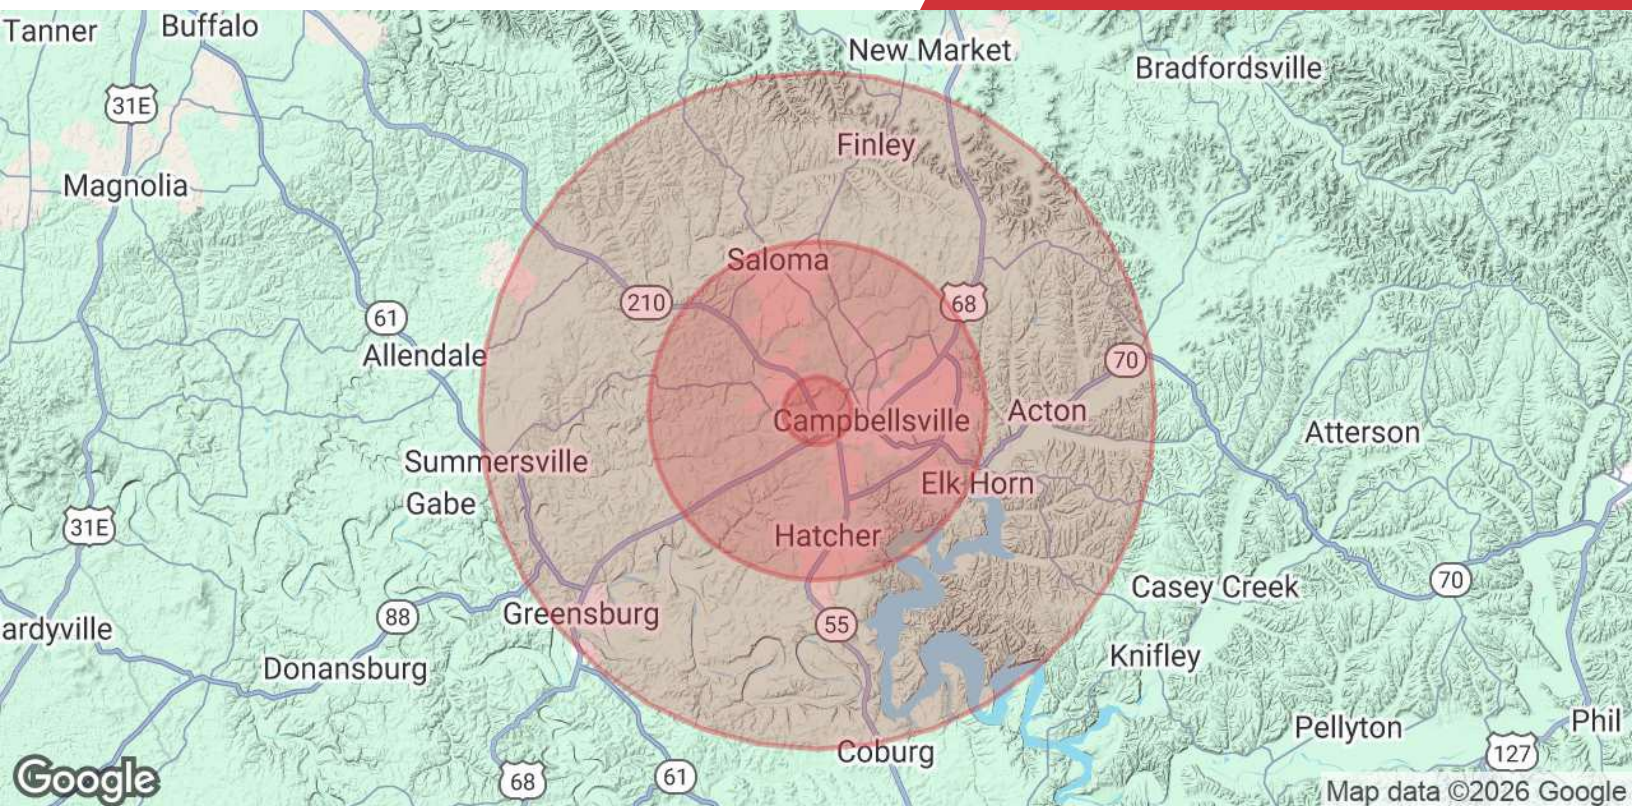 Tanner
Buffalo
New Market
Bradfordsville
31E
Finley
Magnolia
Saloma
210
68
61
Allendale
70
Campbellsville
Acton
Atterson
Summersville
Elk Horn
Gabe
31E
Hatcher
70
Casey Creek
88
Greensburg
55
ardyville
Knifley
Donansburg
Phil
Pellyton
Coburg
127
Google
68
61
Map data ©2026 Google